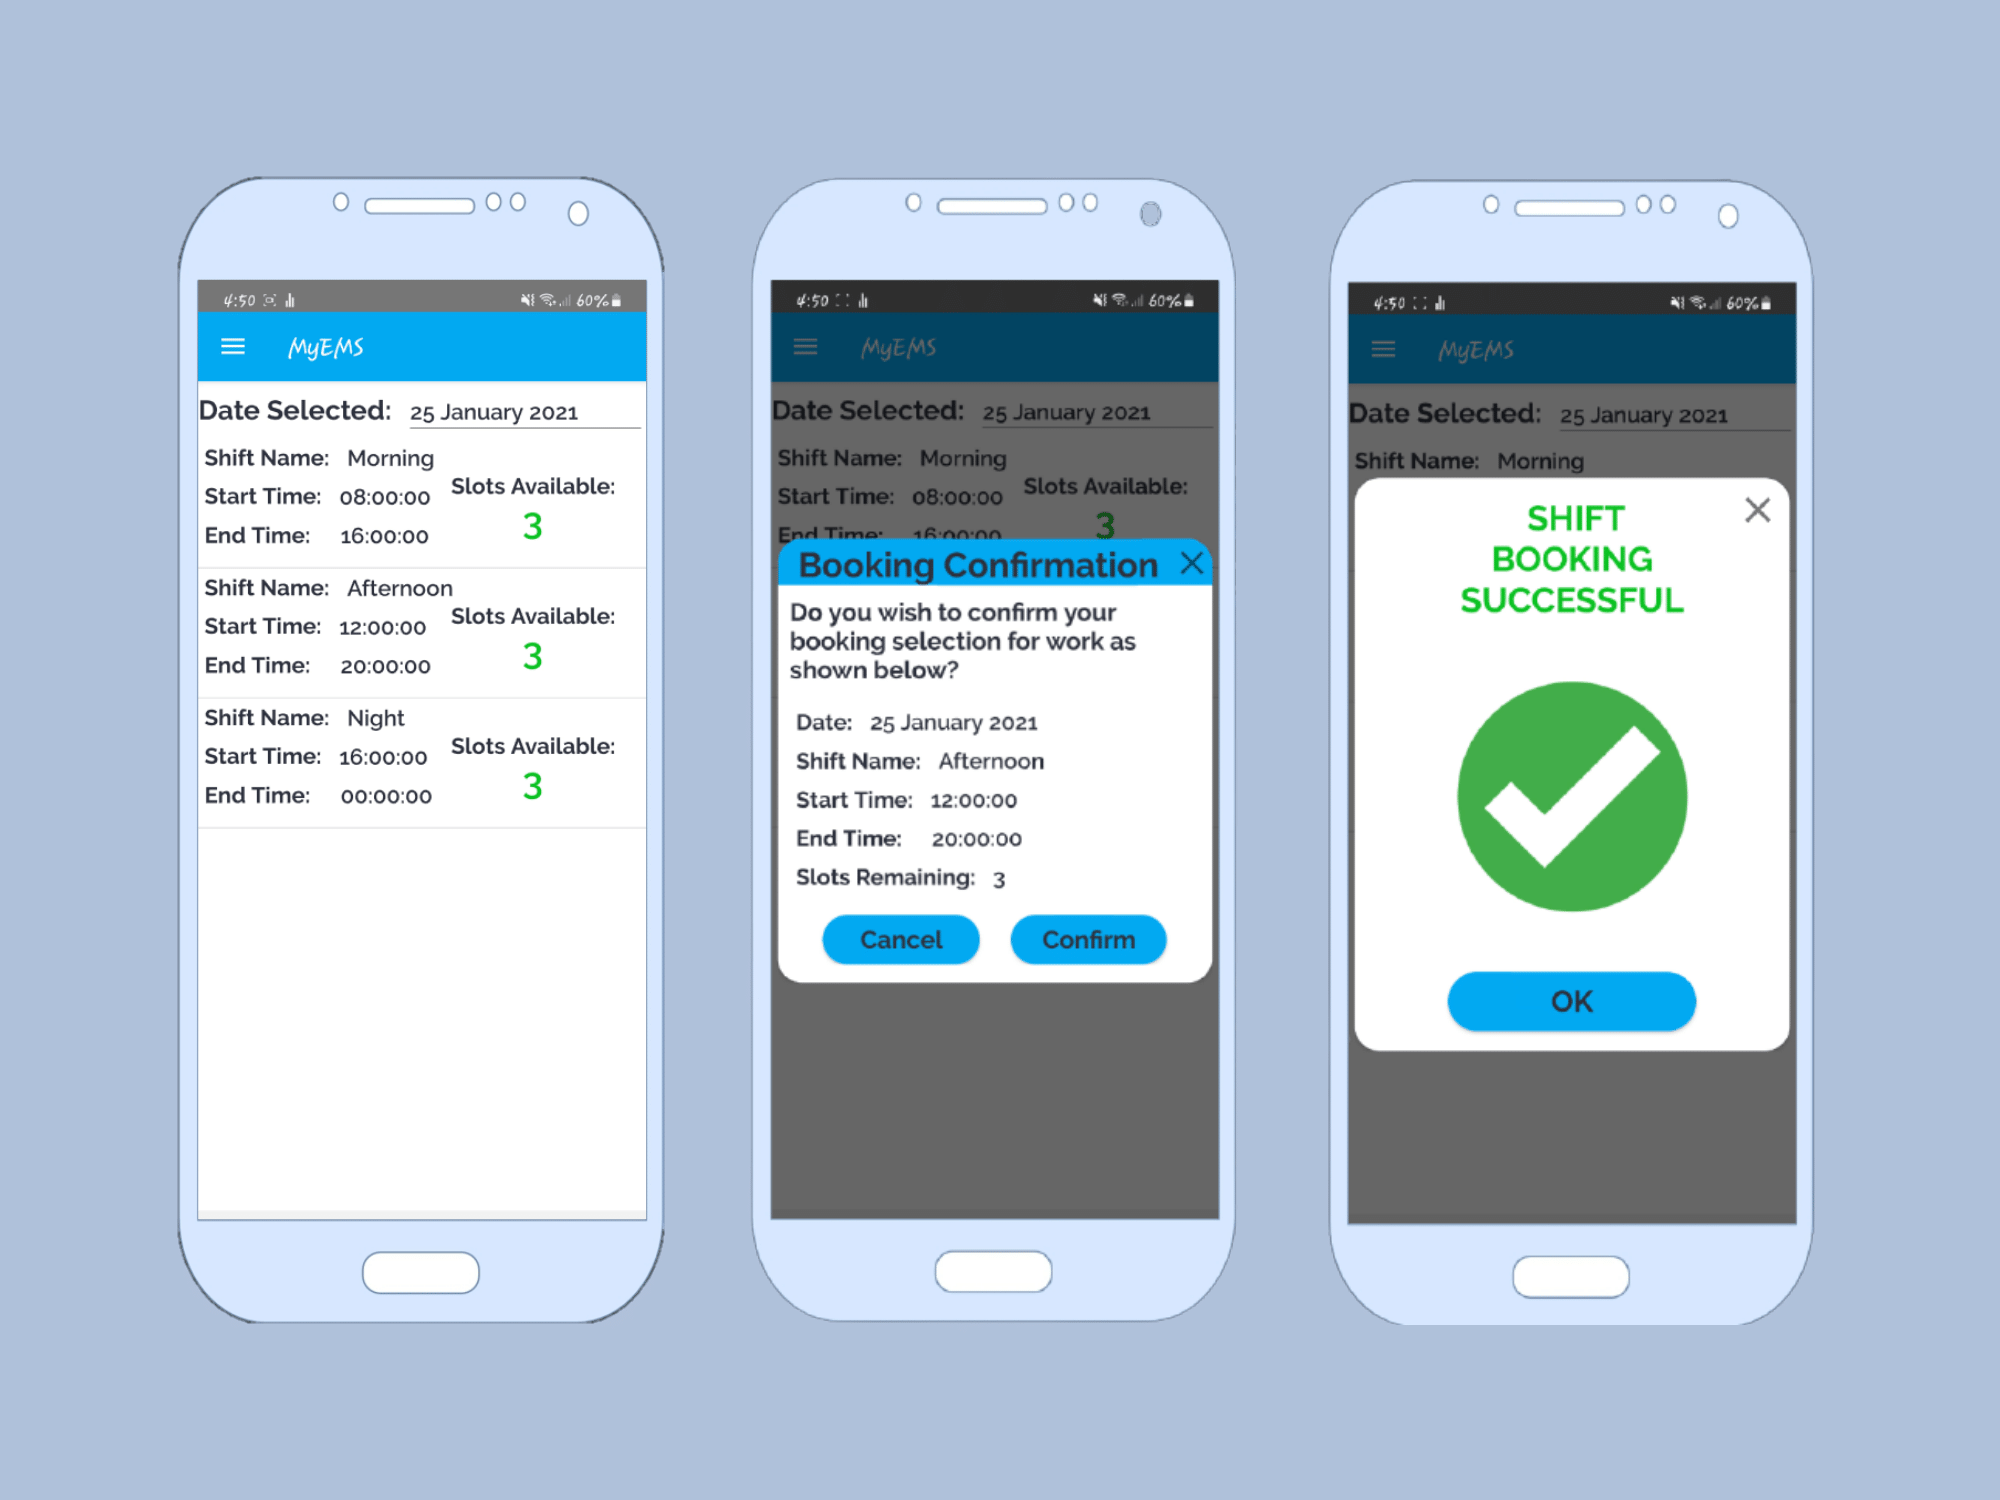 4:50 60%
MyEMS
Date Selected: 25 January 2021
Shift Name: Morning
Start Time: 08:00:00
End Time: 16:00:00
Slots Available:
3
Shift Name: Afternoon
Start Time: 12:00:00
End Time: 20:00:00
Slots Available:
3
Shift Name: Night
Start Time: 16:00:00
End Time: 00:00:00
Slots Available:
3
4:50 60%
MyEMS
Date Selected: 25 January 2021
Shift Name: Morning
Start Time: 08:00:00
End Time: 16:00:00
Slots Available:
3
Booking Confirmation
Do you wish to confirm your
booking selection for work as
shown below?
Date: 25 January 2021
Shift Name: Afternoon
Start Time: 12:00:00
End Time: 20:00:00
Slots Remaining: 3
Cancel Confirm
4:50 60%
MyEMS
Date Selected: 25 January 2021
Shift Name: Morning
SHIFT
BOOKING
SUCCESSFUL
OK